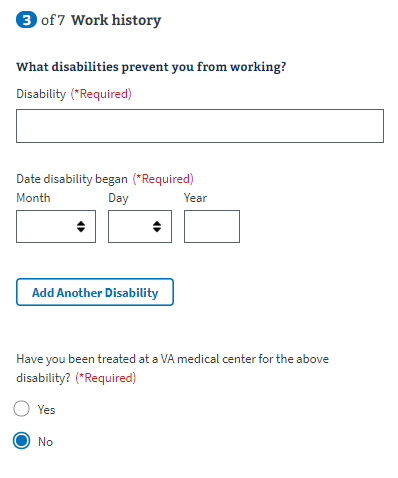 3 of 7 Work history
What disabilities prevent you from working?
Disability (*Required)
Date disability began (*Required)
Month Day Year
Add Another Disability
Have you been treated at a VA medical center for the above
disability? (*Required)
Yes
No